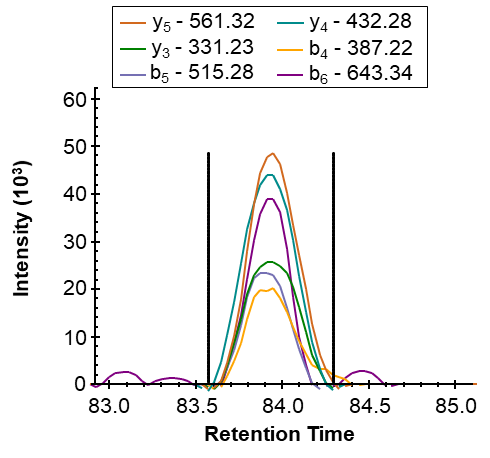 y₅ - 561.32 y₄ - 432.28
y₃ - 331.23 b₄ - 387.22
b₅ - 515.28 b₆ - 643.34
60
50
40
30
20
10
0
Intensity (10³)
83.0 83.5 84.0 84.5 85.0
Retention Time